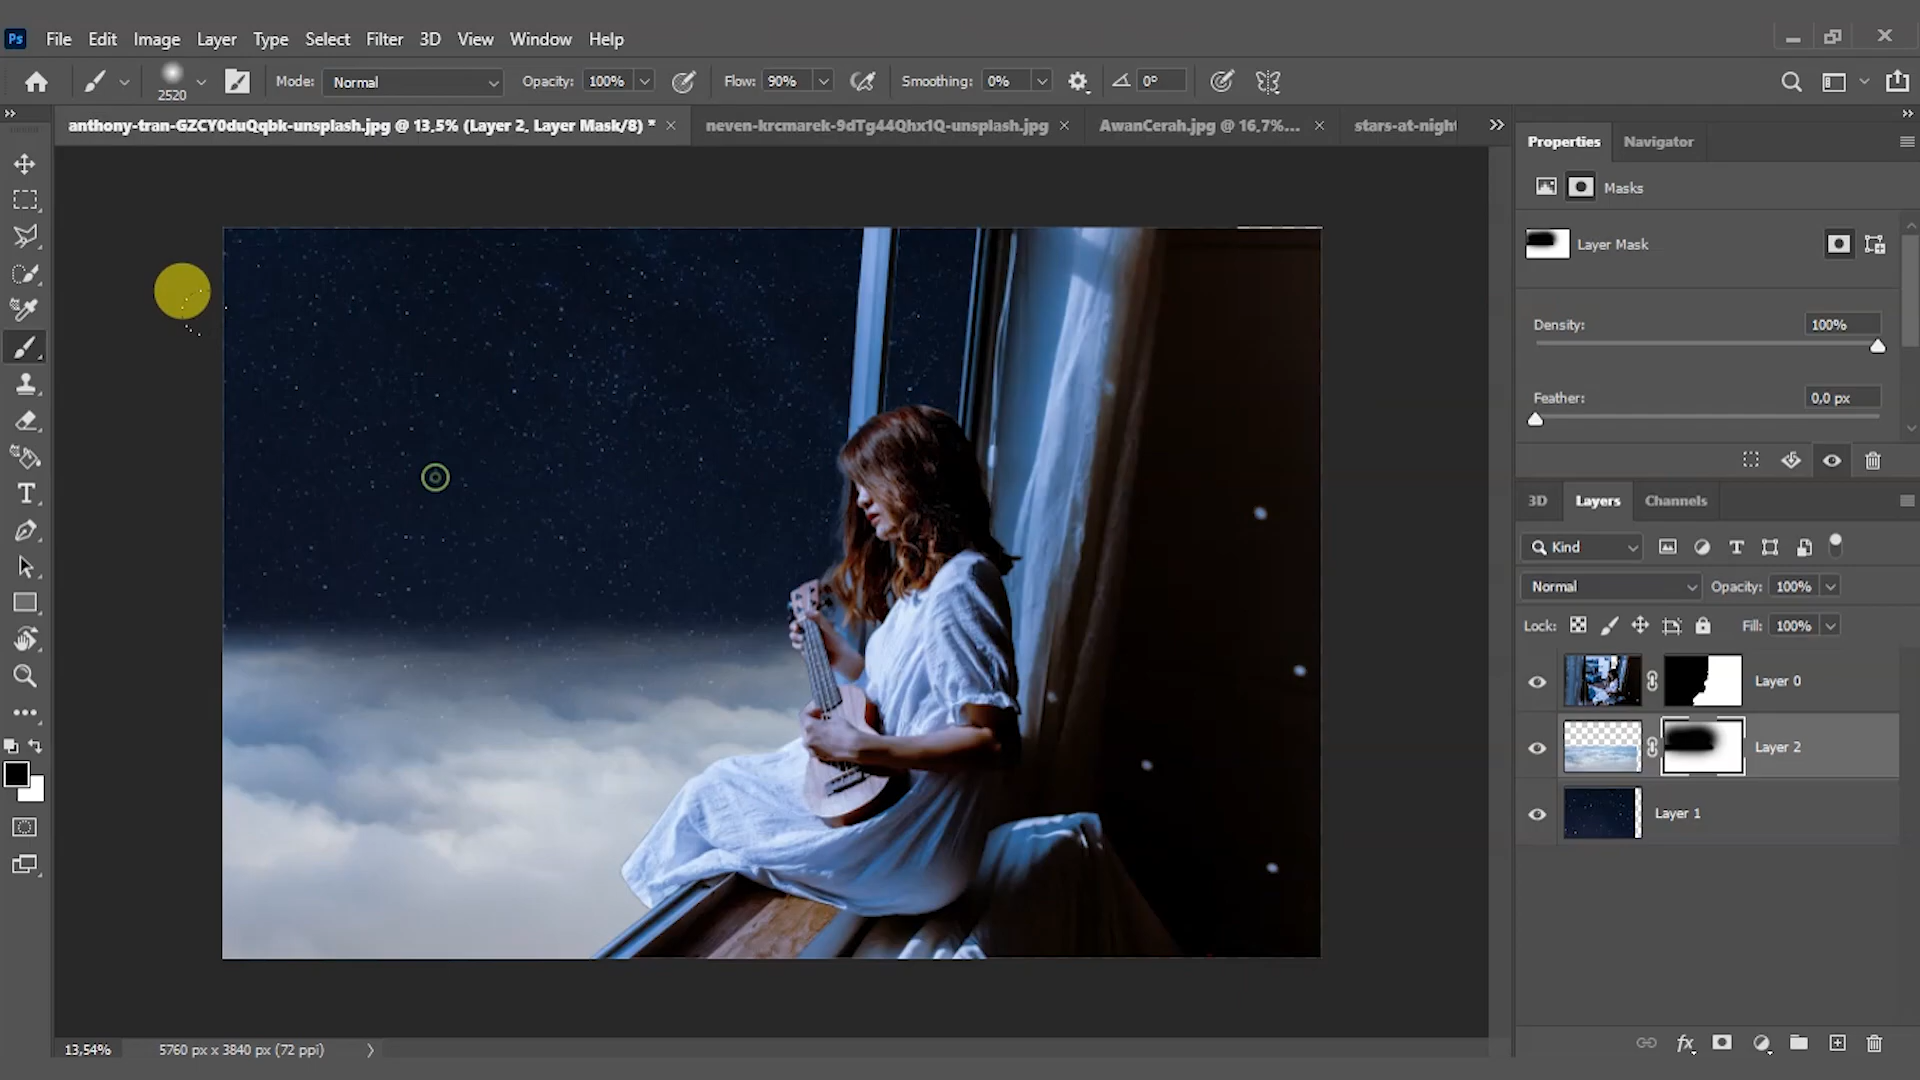 Ps File Edit Image Layer Type Select Filter 3D View Window Help
2520 Mode: Normal Opacity: 100% Flow: 90% Smoothing: 0% 0°
anthony-tran-GZCY0duQqbk-unsplash.jpg @ 13,5% (Layer 2, Layer Mask/8) * neven-krcmarek-9dTg44Qhx1Q-unsplash.jpg AwanCerah.jpg @ 16,7%... stars-at-night
Properties Navigator
Masks
Layer Mask
Density: 100%
Feather: 0,0 px
3D Layers Channels
Kind
Normal Opacity: 100%
Lock: Fill: 100%
Layer 0
Layer 2
Layer 1
13,54% 5760 px x 3840 px (72 ppi)
fx